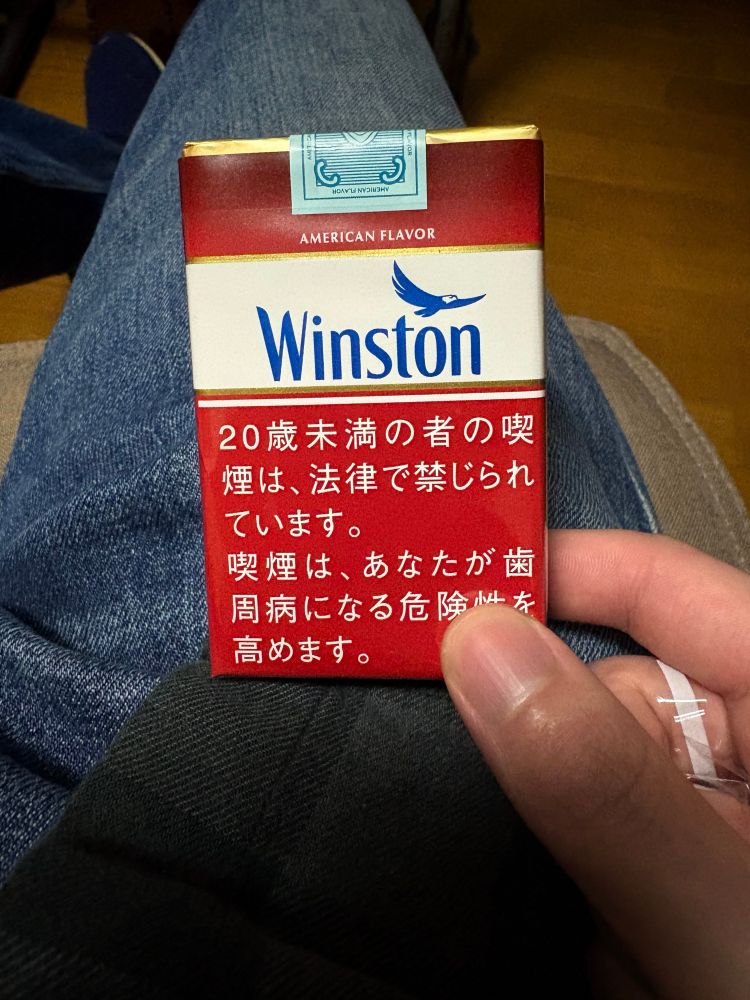 AMERICAN FLAVOR
AMERICAN FLAVOR
Winston
20歳未満の者の喫
煙は、法律で禁じられ
ています。
喫煙は、あなたが歯
周病になる危険性を
高めます。